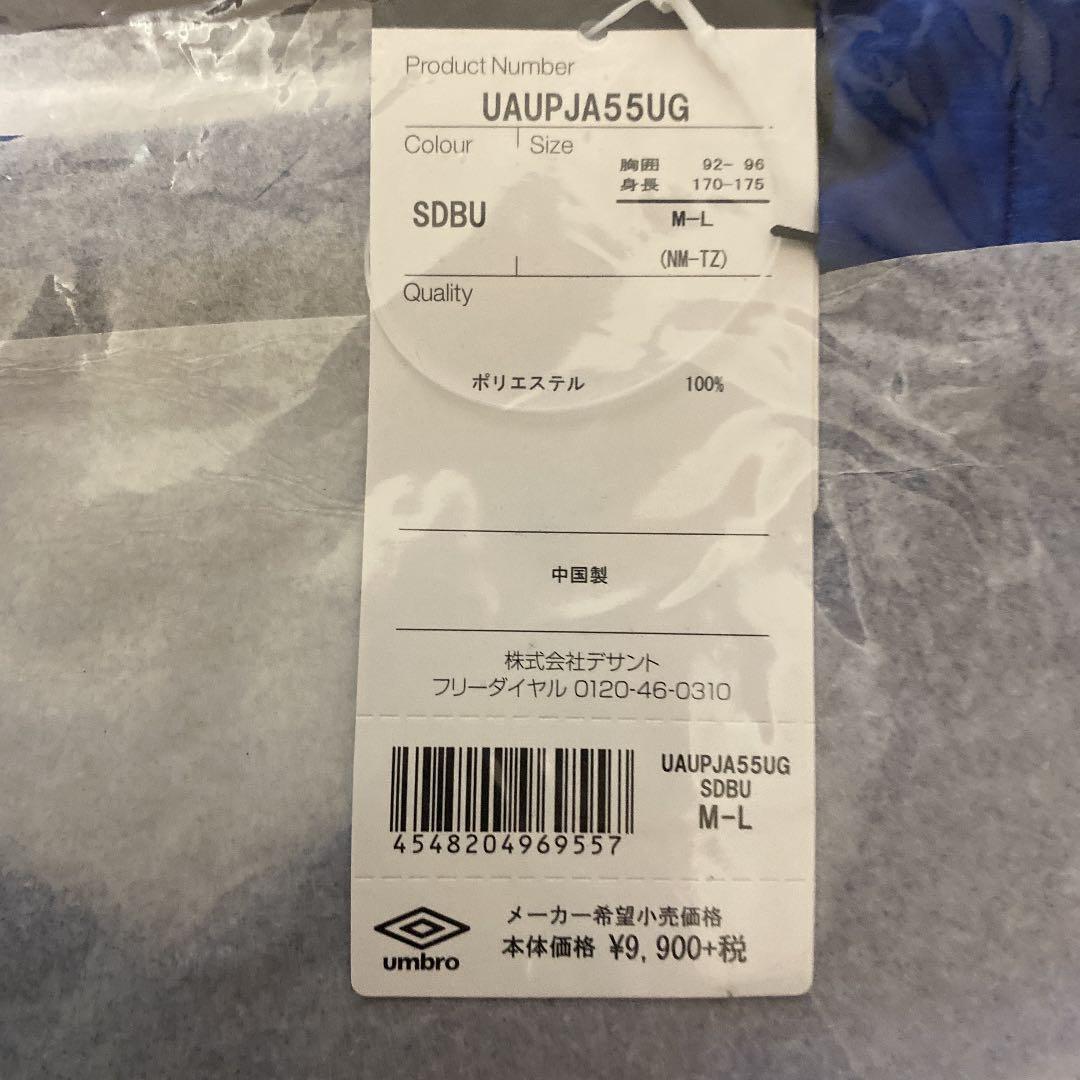 Product Number
UAUPJA55UG
Colour Size
胸囲 92- 96
身長 170-175
SDBU
M-L
(NM-TZ)
Quality
ポリエステル 100%
中国製
株式会社デサント
フリーダイヤル 0120-46-0310
UAUPJA55UG
SDBU
M-L
4548204969557
メーカー希望小売価格
本体価格 ¥9,900+税
umbro